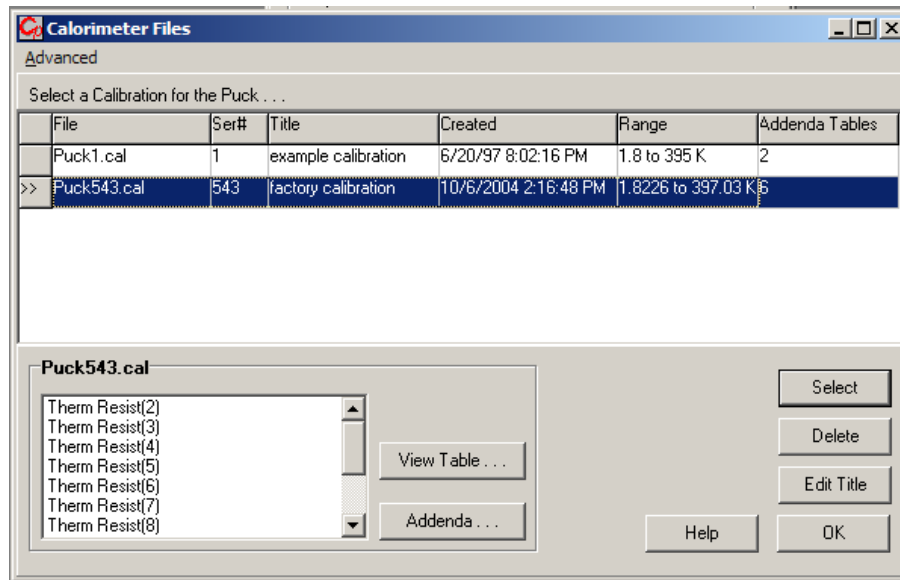 Calorimeter Files
Advanced
Select a Calibration for the Puck . . .
File Ser# Title Created Range Addenda Tables
Puck1.cal 1 example calibration 6/20/97 8:02:16 PM 1.8 to 395 K 2
>> Puck543.cal 543 factory calibration 10/6/2004 2:16:48 PM 1.8226 to 397.03 K 6
Puck543.cal
Therm Resist(2)
Therm Resist(3)
Therm Resist(4)
Therm Resist(5)
Therm Resist(6)
Therm Resist(7)
Therm Resist(8)
View Table . . .
Addenda . . .
Select
Delete
Edit Title
Help OK